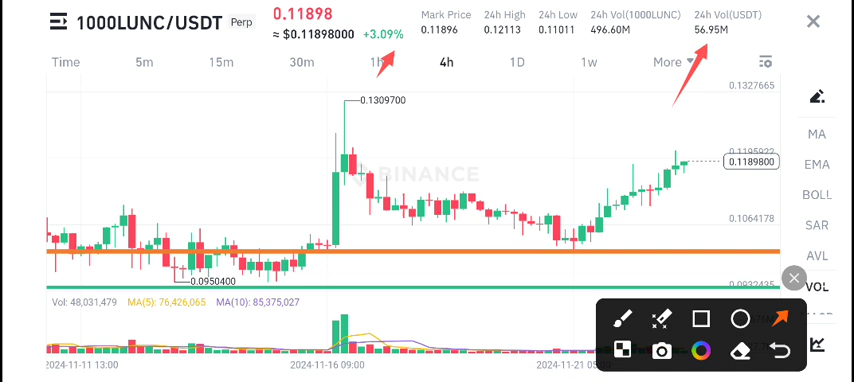 1000LUNC/USDT Perp
0.11898
≈ $0.11898000 +3.09%
Mark Price
0.11896
24h High
0.12113
24h Low
0.11011
24h Vol(1000LUNC)
496.60M
24h Vol(USDT)
56.95M
Time 5m 15m 30m 1h 4h 1D 1w More
0.1327665
0.1309700
0.1195922
0.1189800
BINANCE
0.1064178
0.0950400
0.0932435
MA
EMA
BOLL
SAR
AVL
VOL
Vol: 48,031,479 MA(5): 76,426,065 MA(10): 85,375,027
2024-11-11 13:00 2024-11-16 09:00 2024-11-21 05:00